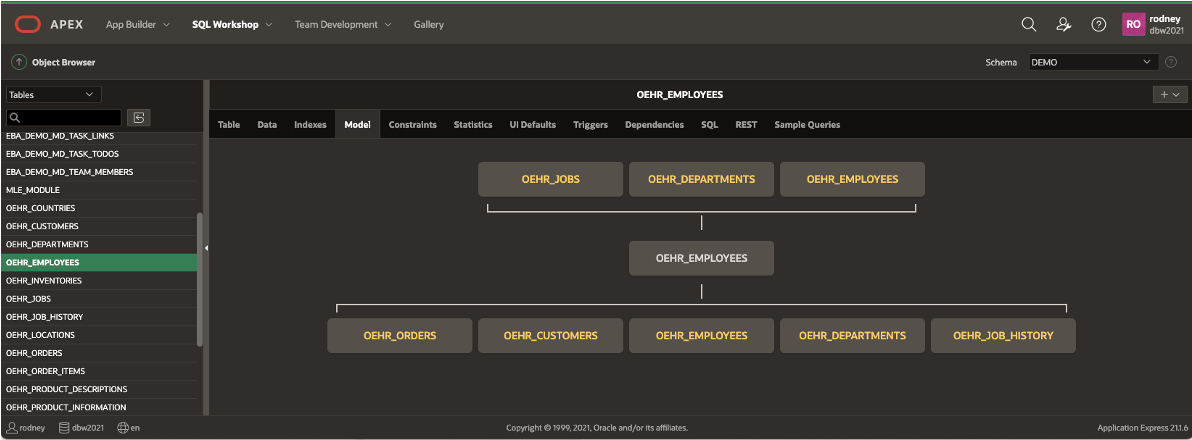 APEX App Builder SQL Workshop Team Development Gallery RO rodney
dbw2021
Object Browser Schema DEMO
Tables
OEHR_EMPLOYEES
Table Data Indexes Model Constraints Statistics UI Defaults Triggers Dependencies SQL REST Sample Queries
EBA_DEMO_MD_TASK_LINKS
EBA_DEMO_MD_TASK_TODOS
EBA_DEMO_MD_TEAM_MEMBERS
MLE_MODULE
OEHR_COUNTRIES
OEHR_CUSTOMERS
OEHR_DEPARTMENTS
OEHR_EMPLOYEES
OEHR_INVENTORIES
OEHR_JOBS
OEHR_JOB_HISTORY
OEHR_LOCATIONS
OEHR_ORDERS
OEHR_ORDER_ITEMS
OEHR_PRODUCT_DESCRIPTIONS
OEHR_PRODUCT_INFORMATION
OEHR_JOBS OEHR_DEPARTMENTS OEHR_EMPLOYEES
OEHR_EMPLOYEES
OEHR_ORDERS OEHR_CUSTOMERS OEHR_EMPLOYEES OEHR_DEPARTMENTS OEHR_JOB_HISTORY
rodney dbw2021 en Copyright © 1999, 2021, Oracle and/or its affiliates. Application Express 21.1.6